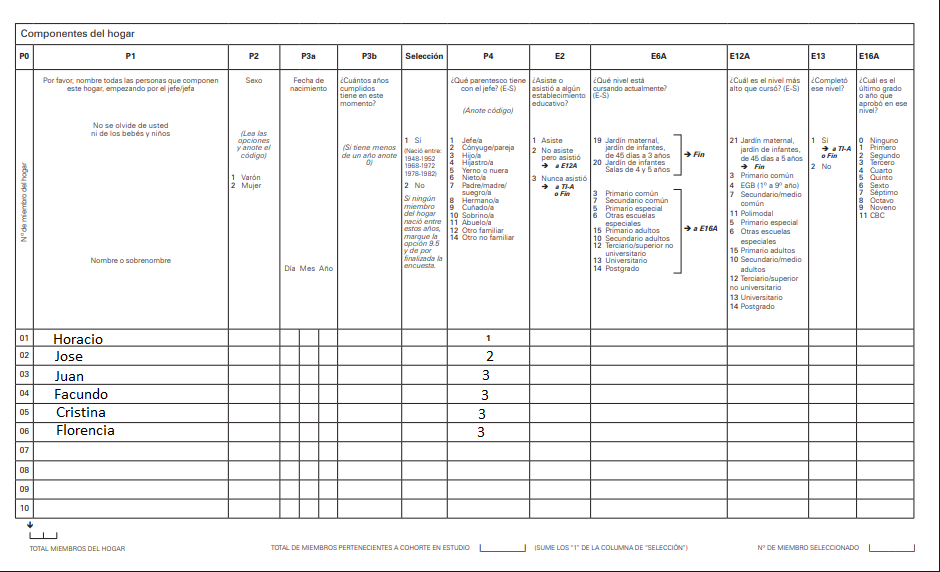 Componentes del hogar
P0 P1 P2 P3a P3b Selección P4 E2 E6A E12A E13 E16A
Nº de miembro del hogar
Por favor, nombre todas las personas que componen
este hogar, empezando por el jefe/jefa
No se olvide de usted
ni de los bebés y niños
Nombre o sobrenombre
Sexo
(Lea las
opciones
y anote el
código)
1 Varón
2 Mujer
Fecha de
nacimiento
Día Mes Año
¿Cuántos años
cumplidos
tiene en este
momento?
(Si tiene menos
de un año anote
0)
1 Sí
(Nació entre:
1948-1952
1968-1972
1978-1982)
2 No
Si ningún
miembro
del hogar
nació entre
estos años,
marque la
opción 9.5
y de por
finalizada la
encuesta.
¿Qué parentesco tiene
con el jefe? (E-S)
(Anote código)
1 Jefe/a
2 Cónyuge/pareja
3 Hijo/a
4 Hijastro/a
5 Yerno o nuera
6 Nieto/a
7 Padre/madre/
suegro/a
8 Hermano/a
9 Cuñado/a
10 Sobrino/a
11 Abuelo/a
12 Otro familiar
14 Otro no familiar
¿Asiste o
asistió a algún
establecimiento
educativo?
1 Asiste
2 No asiste
pero asistió
➔ a E12A
3 Nunca asistió
➔ a TI-A
o Fin
¿Qué nivel está
cursando actualmente?
(E-S)
19 Jardín maternal,
jardín de infantes,
de 45 días a 3 años
20 Jardín de infantes
Salas de 4 y 5 años
➔ Fin
3 Primario común
7 Secundario común
5 Primario especial
6 Otras escuelas
especiales
15 Primario adultos
10 Secundario adultos
12 Terciario/superior no
universitario
13 Universitario
14 Postgrado
➔ a E16A
¿Cuál es el nivel más
alto que cursó? (E-S)
21 Jardín maternal,
jardín de infantes,
de 45 días a 5 años
➔ Fin
3 Primario común
4 EGB (1º a 9º año)
7 Secundario/medio
común
11 Polimodal
5 Primario especial
6 Otras escuelas
especiales
15 Primario adultos
10 Secundario/medio
adultos
12 Terciario/superior
no universitario
13 Universitario
14 Postgrado
¿Completó
ese nivel?
1 Sí
➔ a TI-A
o Fin
2 No
¿Cuál es el
último grado
o año que
aprobó en ese
nivel?
0 Ninguno
1 Primero
2 Segundo
3 Tercero
4 Cuarto
5 Quinto
6 Sexto
7 Séptimo
8 Octavo
9 Noveno
11 CBC
01 Horacio 1
02 Jose 2
03 Juan 3
04 Facundo 3
05 Cristina 3
06 Florencia 3
07
08
09
10
TOTAL MIEMBROS DEL HOGAR
TOTAL DE MIEMBROS PERTENECIENTES A COHORTE EN ESTUDIO (SUME LOS "1" DE LA COLUMNA DE "SELECCIÓN") Nº DE MIEMBRO SELECCIONADO